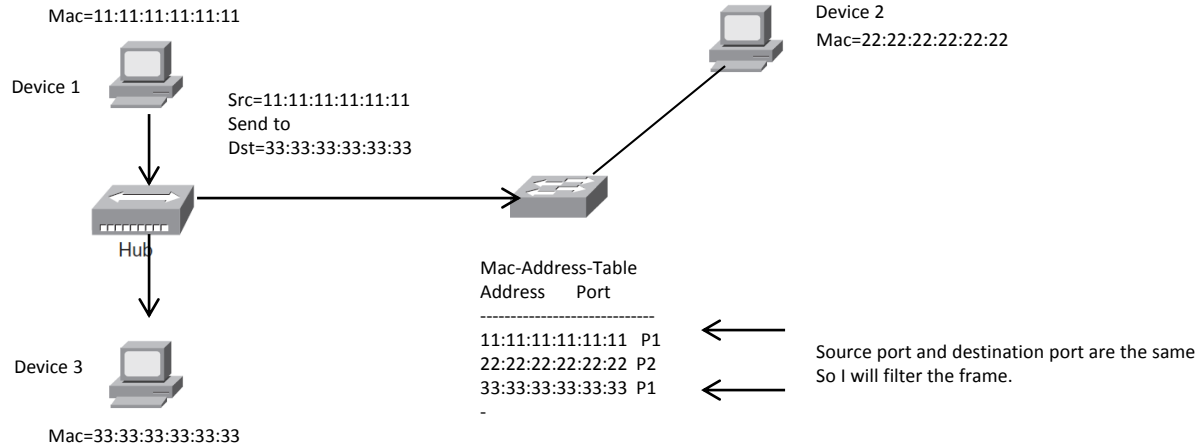 Mac=11:11:11:11:11:11
Device 1
Src=11:11:11:11:11:11
Send to
Dst=33:33:33:33:33:33
Device 2
Mac=22:22:22:22:22:22
Hub
Mac-Address-Table
Address Port
-----------------------------
11:11:11:11:11:11 P1
22:22:22:22:22:22 P2
33:33:33:33:33:33 P1
-
Source port and destination port are the same
So I will filter the frame.
Device 3
Mac=33:33:33:33:33:33